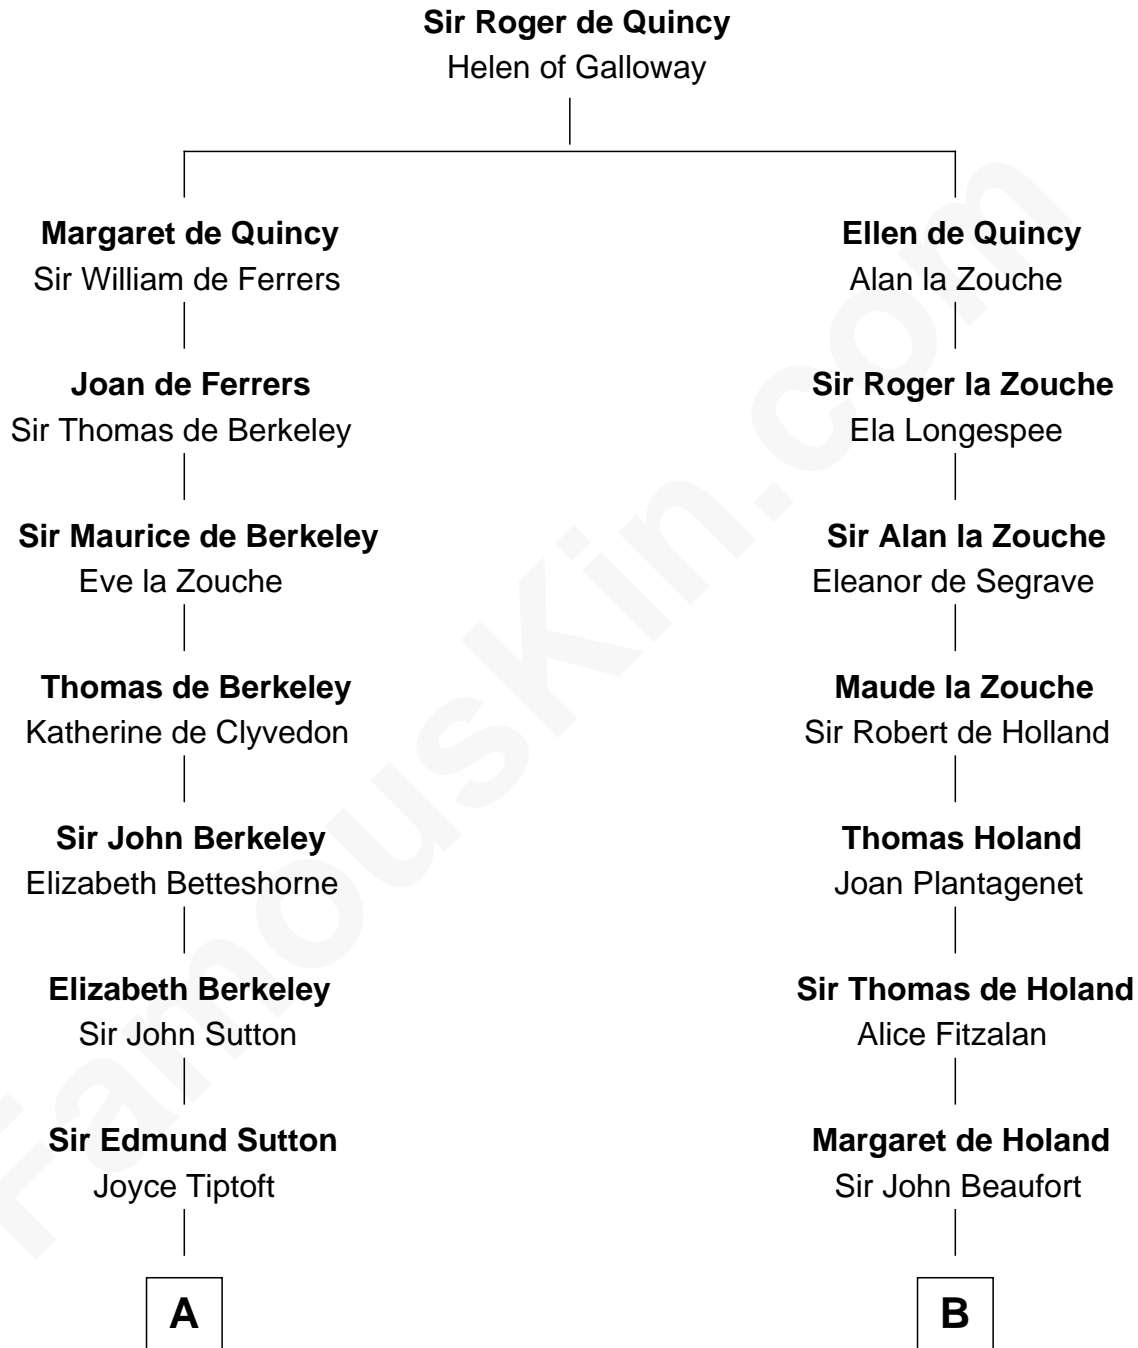 Sir Roger de Quincy
Helen of Galloway
Margaret de Quincy
Sir William de Ferrers
Ellen de Quincy
Alan la Zouche
Joan de Ferrers
Sir Thomas de Berkeley
Sir Roger la Zouche
Ela Longespee
Sir Maurice de Berkeley
Eve la Zouche
Sir Alan la Zouche
Eleanor de Segrave
Thomas de Berkeley
Katherine de Clyvedon
Maude la Zouche
Sir Robert de Holland
Sir John Berkeley
Elizabeth Betteshorne
Thomas Holand
Joan Plantagenet
Elizabeth Berkeley
Sir John Sutton
Sir Thomas de Holand
Alice Fitzalan
Sir Edmund Sutton
Joyce Tiptoft
Margaret de Holand
Sir John Beaufort
A
B
FamousKin.com